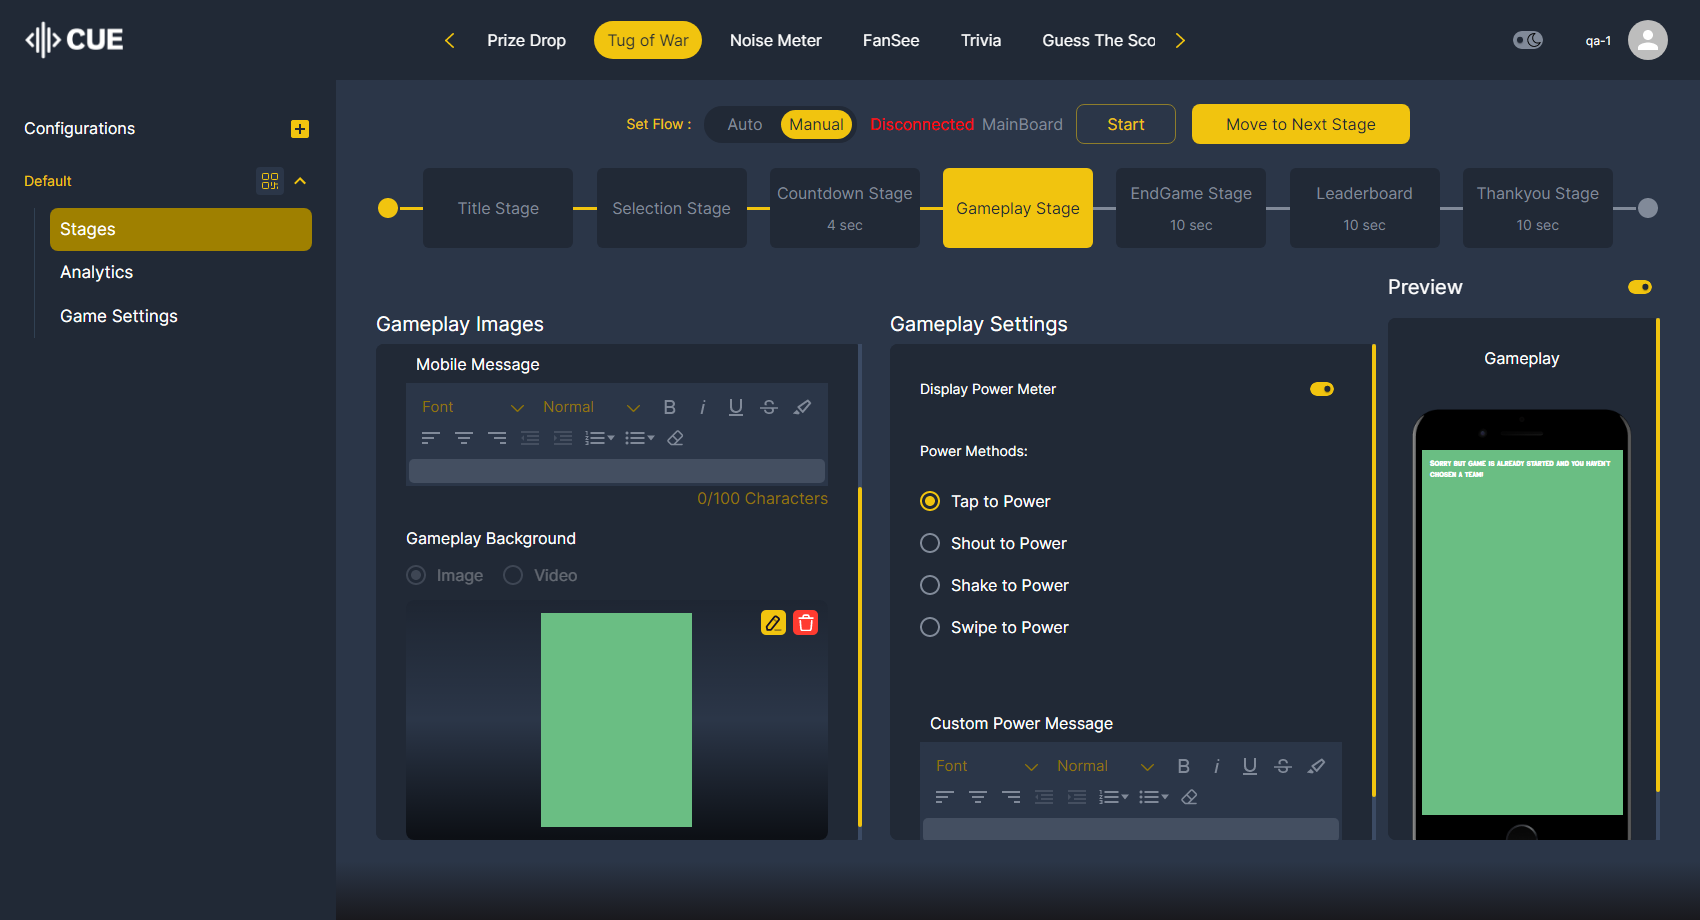 CUE
Prize Drop
Tug of War
Noise Meter
FanSee
Trivia
Guess The Sco
qa-1
Configurations
Default
Stages
Analytics
Game Settings
Set Flow :
Auto
Manual
Disconnected MainBoard
Start
Move to Next Stage
Title Stage
Selection Stage
Countdown Stage
4 sec
Gameplay Stage
EndGame Stage
10 sec
Leaderboard
10 sec
Thankyou Stage
10 sec
Gameplay Images
Mobile Message
Font
Normal
B i U S
0/100 Characters
Gameplay Background
Image
Video
Gameplay Settings
Display Power Meter
Power Methods:
Tap to Power
Shout to Power
Shake to Power
Swipe to Power
Custom Power Message
Font
Normal
B i U S
Preview
Gameplay
Sorry but game is already started and you haven't
chosen a team!